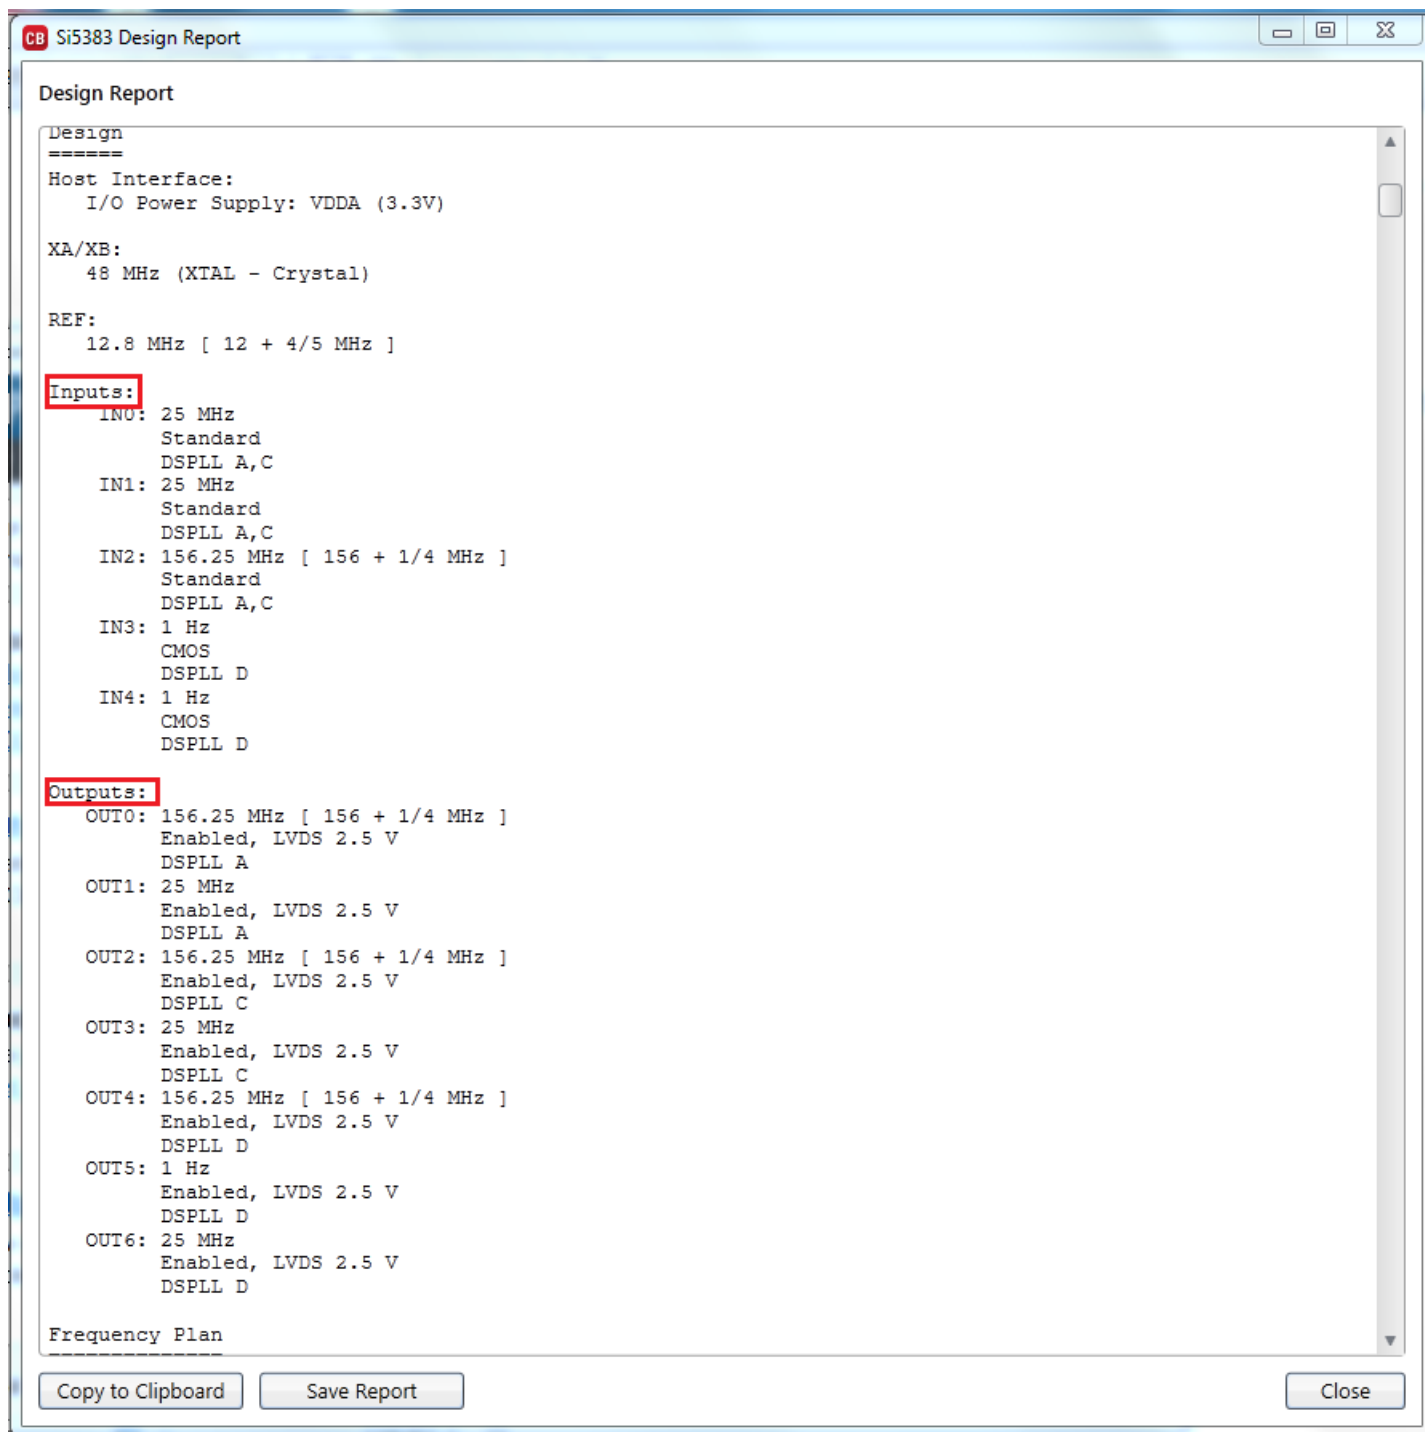 CB Si5383 Design Report
Design Report
Design
======
Host Interface:
I/O Power Supply: VDDA (3.3V)
XA/XB:
48 MHz (XTAL - Crystal)
REF:
12.8 MHz [ 12 + 4/5 MHz ]
Inputs:
IN0: 25 MHz
Standard
DSPLL A,C
IN1: 25 MHz
Standard
DSPLL A,C
IN2: 156.25 MHz [ 156 + 1/4 MHz ]
Standard
DSPLL A,C
IN3: 1 Hz
CMOS
DSPLL D
IN4: 1 Hz
CMOS
DSPLL D
Outputs:
OUT0: 156.25 MHz [ 156 + 1/4 MHz ]
Enabled, LVDS 2.5 V
DSPLL A
OUT1: 25 MHz
Enabled, LVDS 2.5 V
DSPLL A
OUT2: 156.25 MHz [ 156 + 1/4 MHz ]
Enabled, LVDS 2.5 V
DSPLL C
OUT3: 25 MHz
Enabled, LVDS 2.5 V
DSPLL C
OUT4: 156.25 MHz [ 156 + 1/4 MHz ]
Enabled, LVDS 2.5 V
DSPLL D
OUT5: 1 Hz
Enabled, LVDS 2.5 V
DSPLL D
OUT6: 25 MHz
Enabled, LVDS 2.5 V
DSPLL D
Frequency Plan
==============
Copy to Clipboard Save Report Close